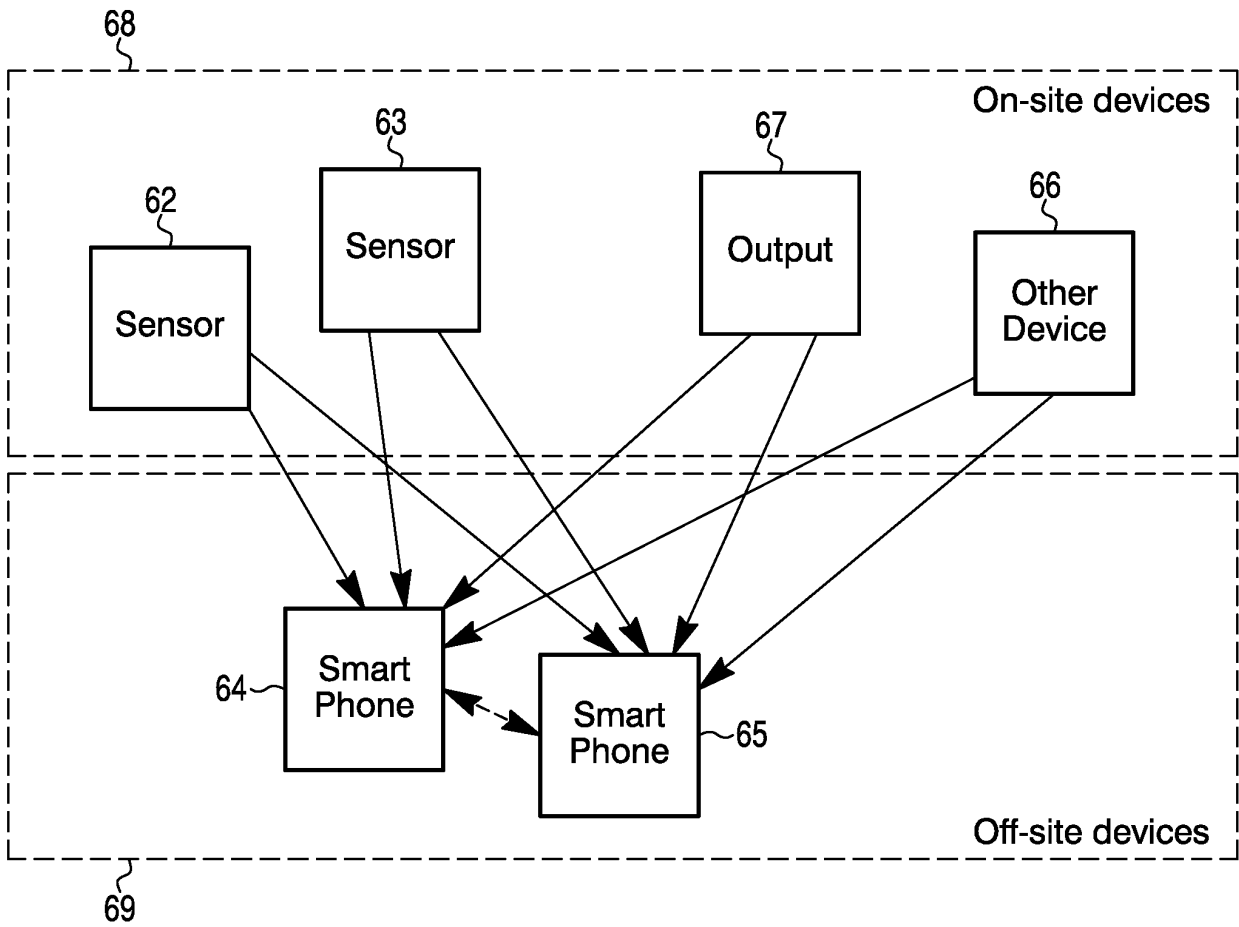 68
On-site devices
63
67
62
66
Sensor
Output
Sensor
Other
Device
Smart
Phone
64
Smart
Phone
65
Off-site devices
69